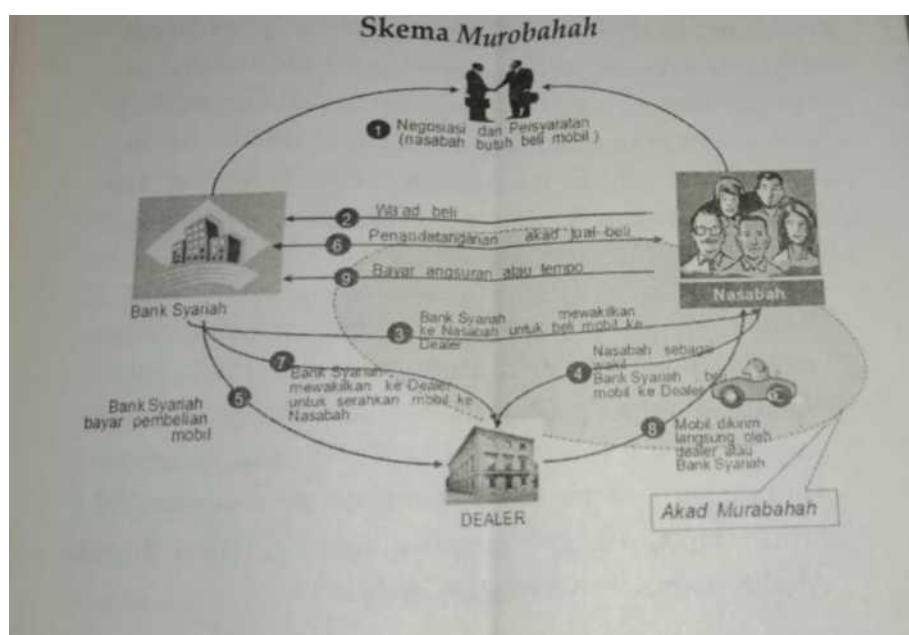 Skema Murobahah
1 Negosiasi dan Persyaratan
(nasabah butuh beli mobil)
2 Wa'ad beli
6 Penandatanganan akad jual beli
9 Bayar angsuran atau tempo
Bank Syariah
Nasabah
3 Bank Syariah mewakilkan
ke Nasabah untuk beli mobil ke
Dealer
7 Bank Syariah
mewakilkan ke Dealer
untuk serahkan mobil ke
Nasabah
4 Nasabah sebagai
wakil
Bank Syariah
mobil ke Dealer
5 Bank Syariah
bayar pembelian
mobil
8 Mobil dikirim
langsung oleh
dealer atau
Bank Syariah
DEALER
Akad Murabahah